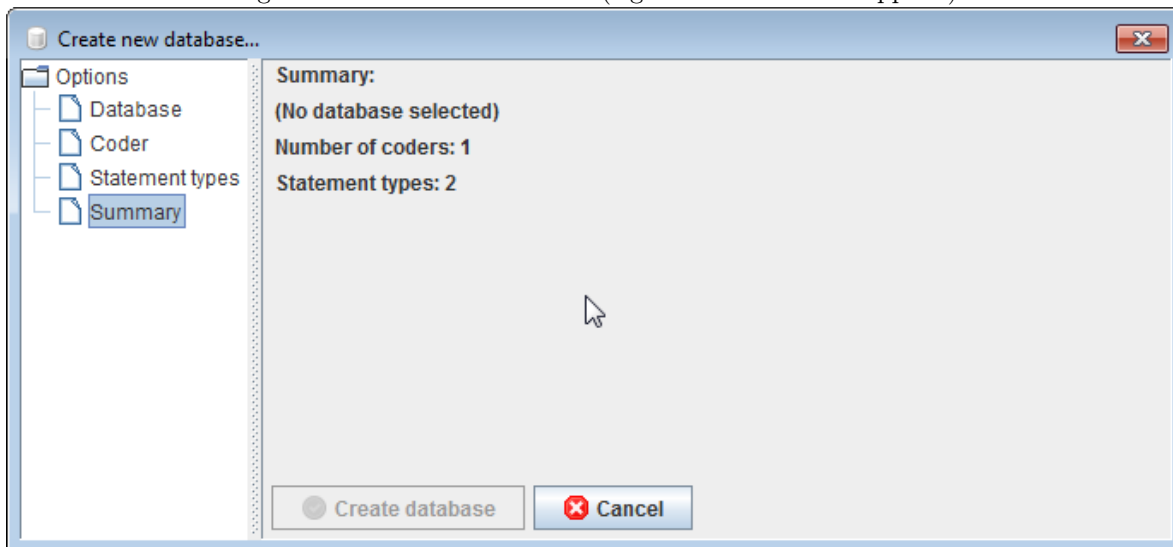 Create new database...
Options
Database
Coder
Statement types
Summary
Summary:
(No database selected)
Number of coders: 1
Statement types: 2
Create database
Cancel